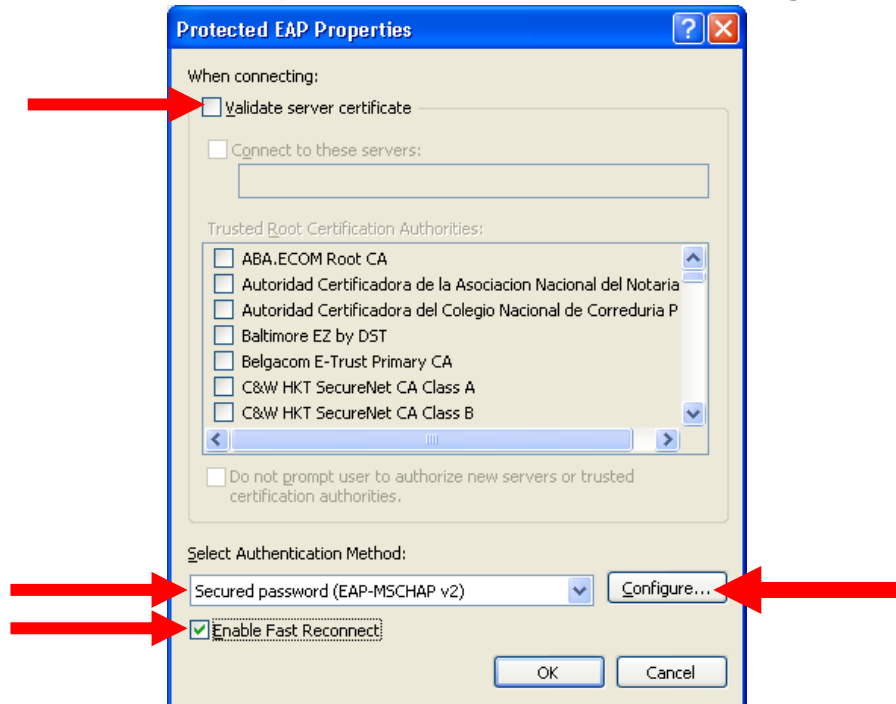 Protected EAP Properties
When connecting:
Validate server certificate
Connect to these servers:
Trusted Root Certification Authorities:
ABA.ECOM Root CA
Autoridad Certificadora de la Asociacion Nacional del Notaria
Autoridad Certificadora del Colegio Nacional de Correduria P
Baltimore EZ by DST
Belgacom E-Trust Primary CA
C&W HKT SecureNet CA Class A
C&W HKT SecureNet CA Class B
Do not prompt user to authorize new servers or trusted
certification authorities.
Select Authentication Method:
Secured password (EAP-MSCHAP v2) Configure...
Enable Fast Reconnect
OK Cancel